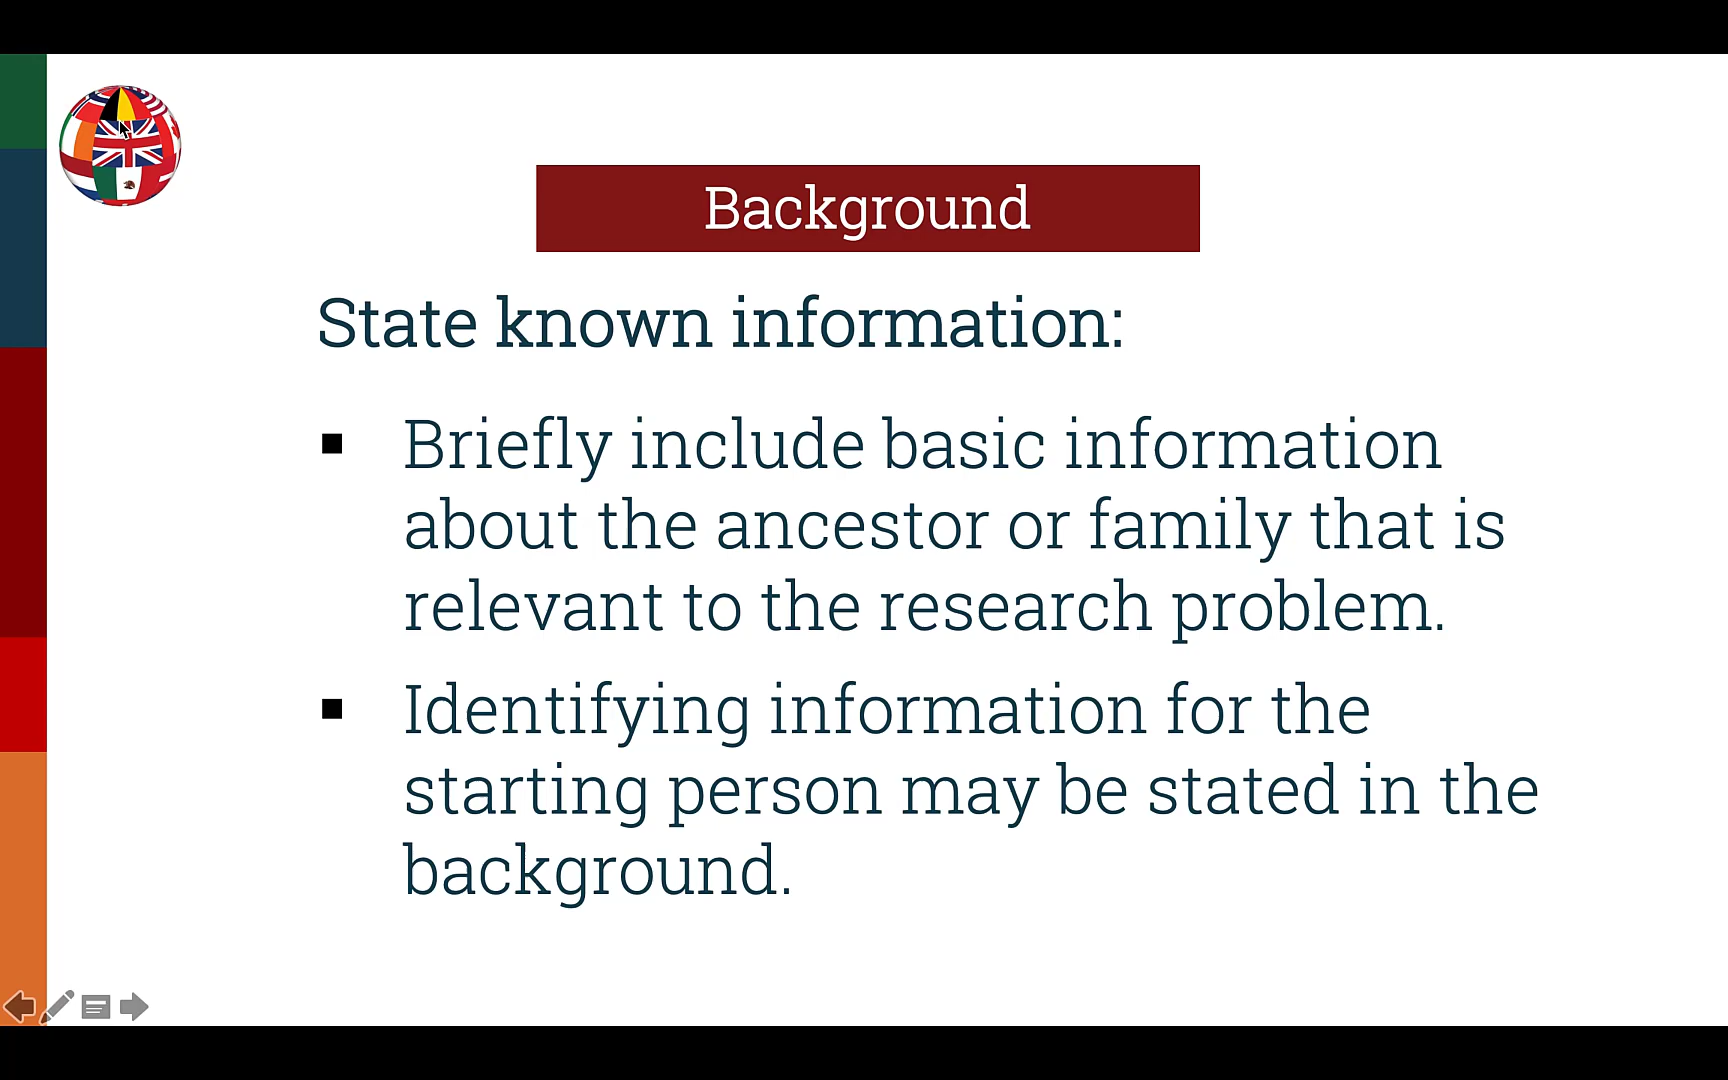 Background
State known information:
▪ Briefly include basic information
about the ancestor or family that is
relevant to the research problem.
▪ Identifying information for the
starting person may be stated in the
background.